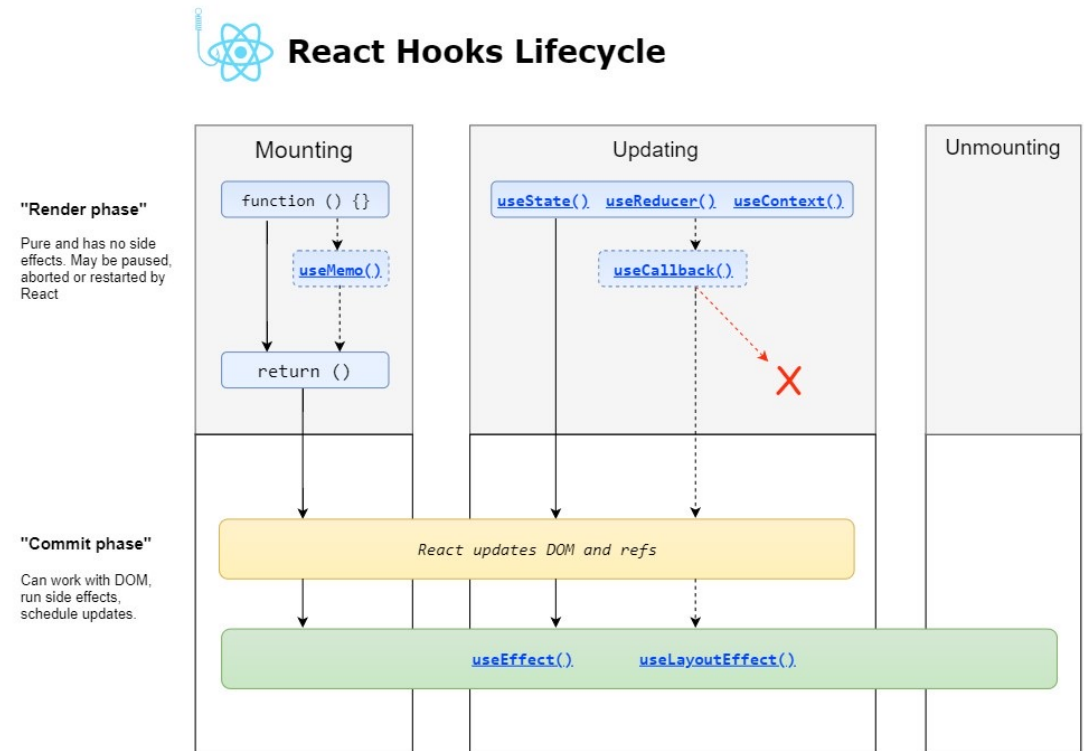 React Hooks Lifecycle
Mounting
Updating
Unmounting
"Render phase"
Pure and has no side
effects. May be paused,
aborted or restarted by
React
function () {}
useMemo()
return ()
useState() useReducer() useContext()
useCallback()
"Commit phase"
Can work with DOM,
run side effects,
schedule updates.
React updates DOM and refs
useEffect() useLayoutEffect()